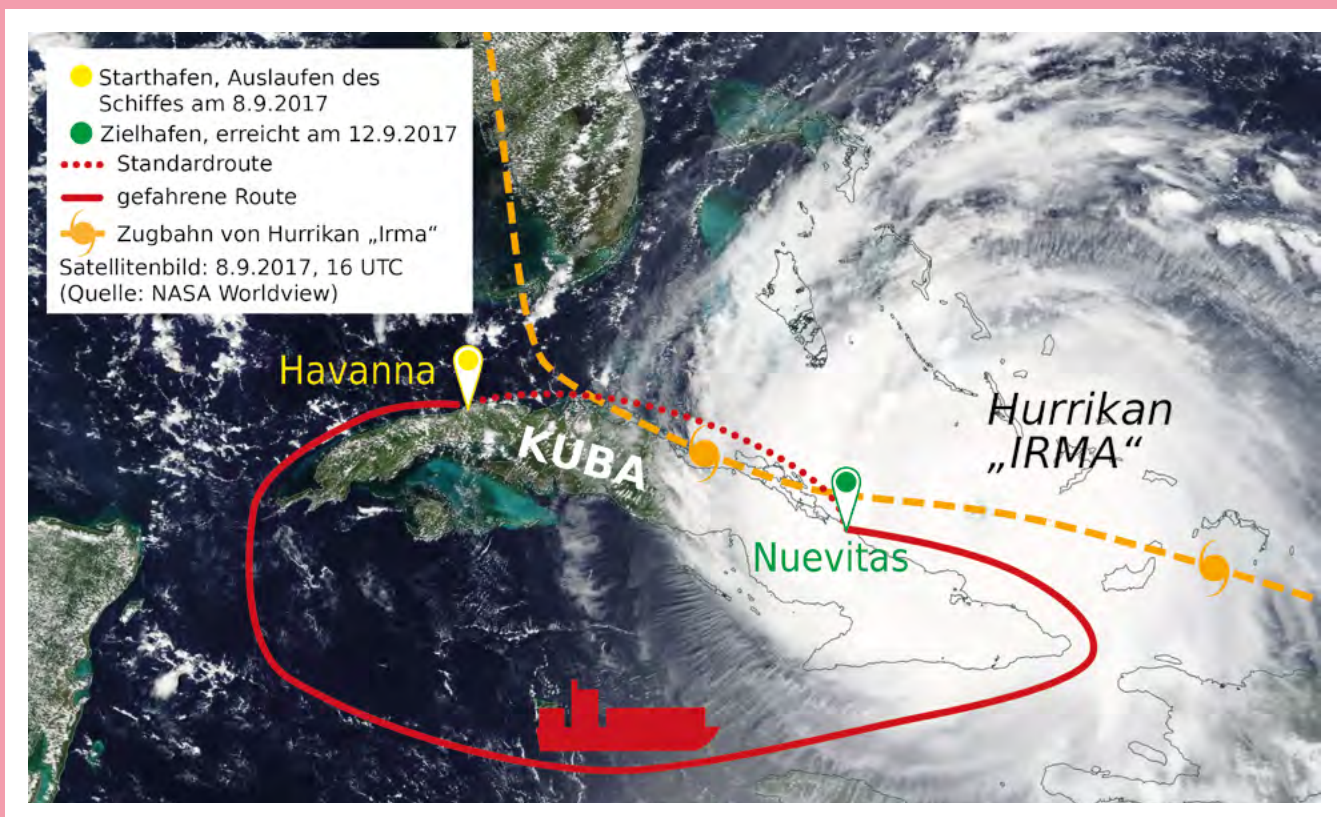 Starthafen, Auslaufen des
Schiffes am 8.9.2017
Zielhafen, erreicht am 12.9.2017
Standardroute
gefahrene Route
Zugbahn von Hurrikan „Irma“
Satellitenbild: 8.9.2017, 16 UTC
(Quelle: NASA Worldview)
Havanna
KUBA
Hurrikan
„IRMA“
Nuevitas